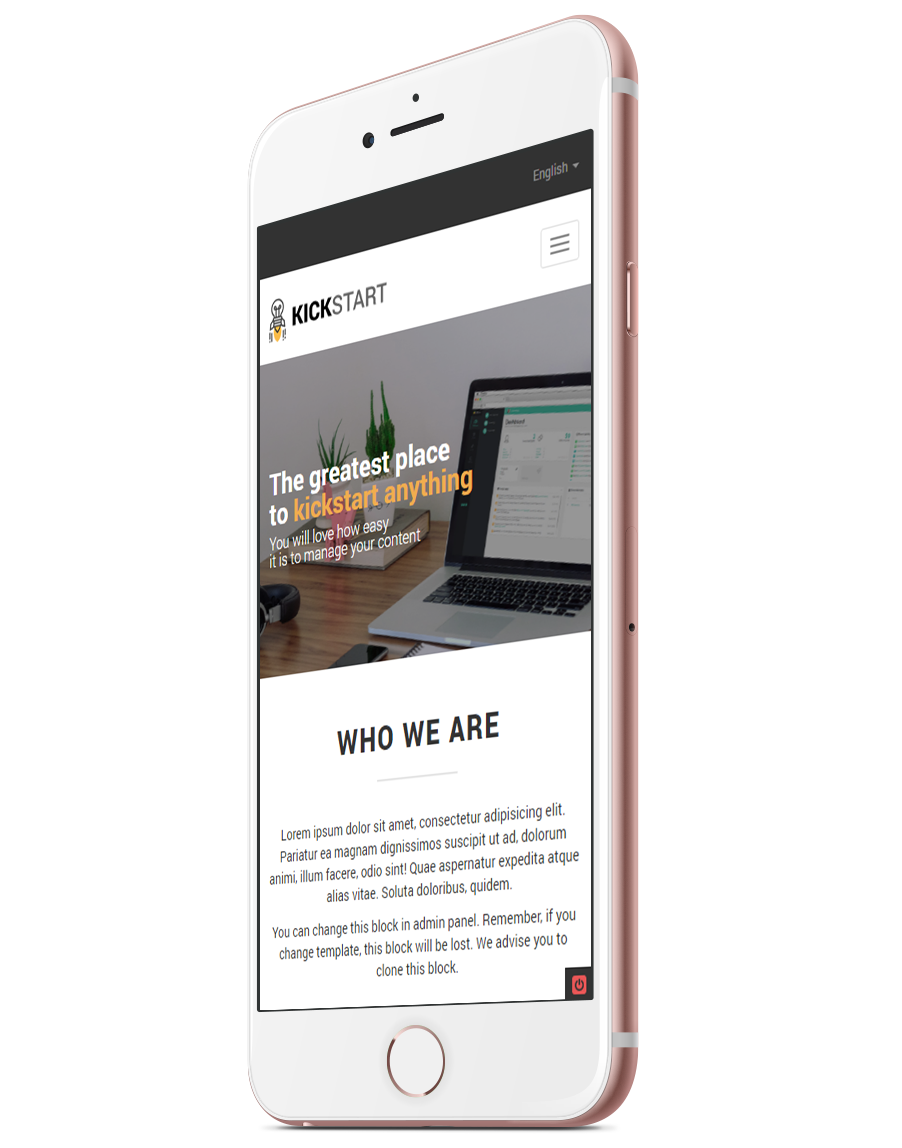 English
KICKSTART
The greatest place
to kickstart anything
You will love how easy
it is to manage your content
WHO WE ARE
Lorem ipsum dolor sit amet, consectetur adipisicing elit.
Pariatur ea magnam dignissimos suscipit ut ad, dolorum
animi, illum facere, odio sint! Quae aspernatur expedita atque
alias vitae. Soluta doloribus, quidem.
You can change this block in admin panel. Remember, if you
change template, this block will be lost. We advise you to
clone this block.